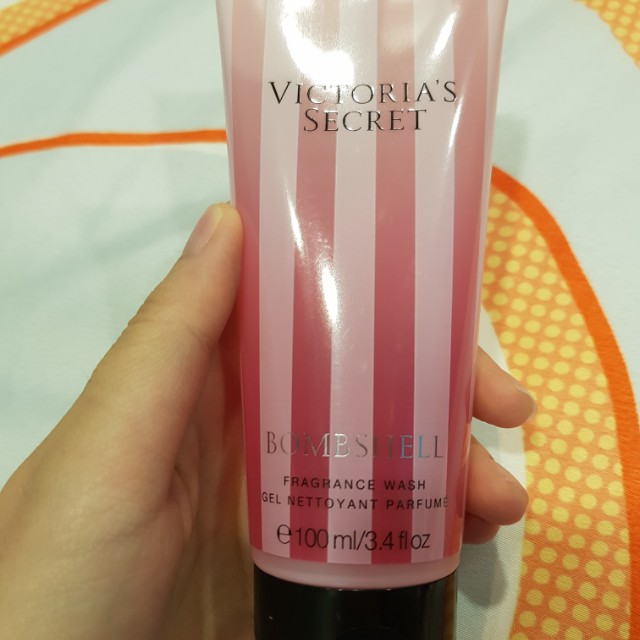 VICTORIA'S
SECRET
BOMBSHELL
FRAGRANCE WASH
GEL NETTOYANT PARFUMÉ
℮100 ml/3.4 fl oz